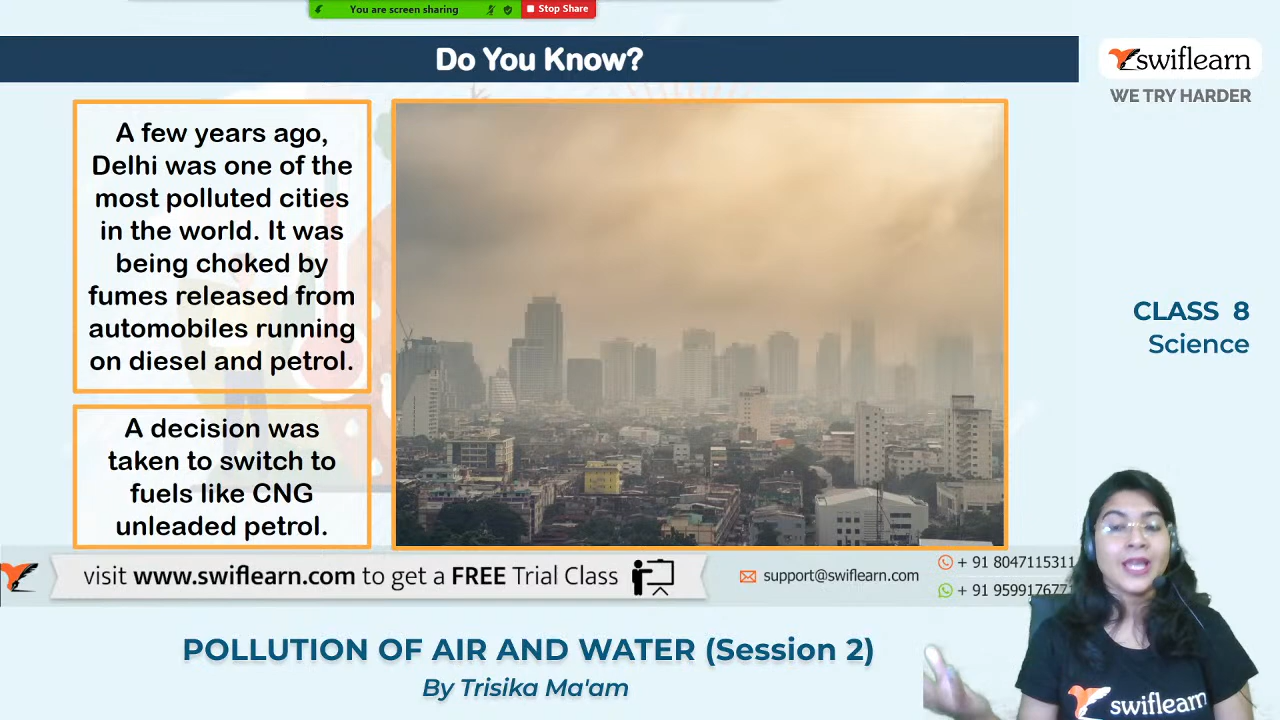 You are screen sharing
Stop Share
Do You Know?
swiflearn
WE TRY HARDER
A few years ago,
Delhi was one of the
most polluted cities
in the world. It was
being choked by
fumes released from
automobiles running
on diesel and petrol.
A decision was
taken to switch to
fuels like CNG
unleaded petrol.
CLASS 8
Science
visit www.swiflearn.com to get a FREE Trial Class
support@swiflearn.com
+ 91 8047115311
+ 91 959917677
POLLUTION OF AIR AND WATER (Session 2)
By Trisika Ma'am
swiflearn